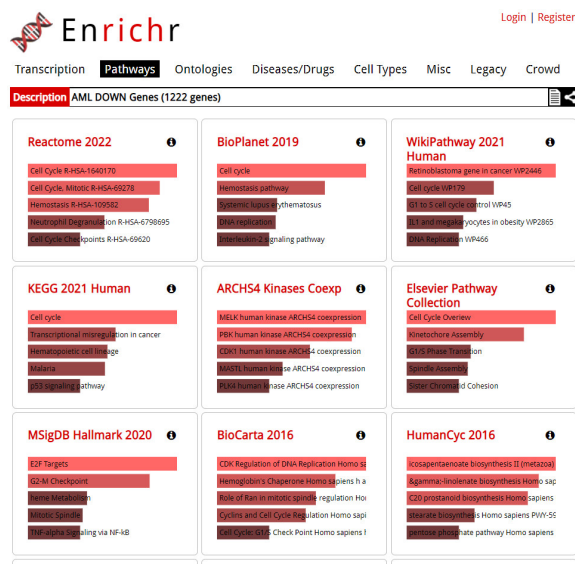 Login | Register
Enrichr
Transcription Pathways Ontologies Diseases/Drugs Cell Types Misc Legacy Crowd
Description AML DOWN Genes (1222 genes)
Reactome 2022
Cell Cycle R-HSA-1640170
Cell Cycle, Mitotic R-HSA-69278
Hemostasis R-HSA-109582
Neutrophil Degranulation R-HSA-6798695
Cell Cycle Checkpoints R-HSA-69620
BioPlanet 2019
Cell cycle
Hemostasis pathway
Systemic lupus erythematosus
DNA replication
Interleukin-2 signaling pathway
WikiPathway 2021
Human
Retinoblastoma gene in cancer WP2446
Cell cycle WP179
G1 to S cell cycle control WP45
IL1 and megakaryocytes in obesity WP2865
DNA Replication WP466
KEGG 2021 Human
Cell cycle
Transcriptional misregulation in cancer
Hematopoietic cell lineage
Malaria
p53 signaling pathway
ARCHS4 Kinases Coexp
MELK human kinase ARCHS4 coexpression
PBK human kinase ARCHS4 coexpression
CDK1 human kinase ARCHS4 coexpression
MASTL human kinase ARCHS4 coexpression
PLK4 human kinase ARCHS4 coexpression
Elsevier Pathway
Collection
Cell Cycle Overiew
Kinetochore Assembly
G1/S Phase Transition
Spindle Assembly
Sister Chromatid Cohesion
MSigDB Hallmark 2020
E2F Targets
G2-M Checkpoint
heme Metabolism
Mitotic Spindle
TNF-alpha Signaling via NF-kB
BioCarta 2016
CDK Regulation of DNA Replication Homo sa
Hemoglobin's Chaperone Homo sapiens h a
Role of Ran in mitotic spindle regulation Ho
Cyclins and Cell Cycle Regulation Homo sapi
Cell Cycle: G1/S Check Point Homo sapiens h
HumanCyc 2016
icosapentaenoate biosynthesis II (metazoa)
&gamma;-linolenate biosynthesis Homo sap
C20 prostanoid biosynthesis Homo sapiens
stearate biosynthesis Homo sapiens PWY-59
pentose phosphate pathway Homo sapiens